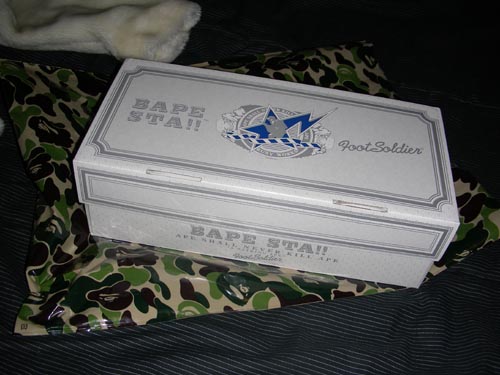 BAPE
STA!!
FootSoldier
BAPE STA!!
APE SHALL NEVER KILL APE
FootSoldier